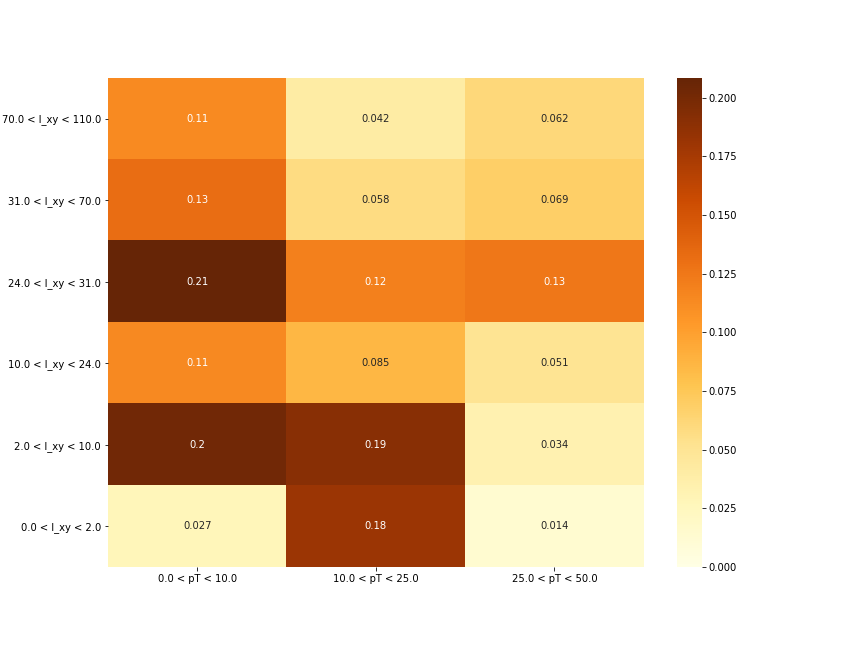 70.0 < l_xy < 110.0 0.11 0.042 0.062
31.0 < l_xy < 70.0 0.13 0.058 0.069
24.0 < l_xy < 31.0 0.21 0.12 0.13
10.0 < l_xy < 24.0 0.11 0.085 0.051
2.0 < l_xy < 10.0 0.2 0.19 0.034
0.0 < l_xy < 2.0 0.027 0.18 0.014
0.0 < pT < 10.0 10.0 < pT < 25.0 25.0 < pT < 50.0
0.200
0.175
0.150
0.125
0.100
0.075
0.050
0.025
0.000